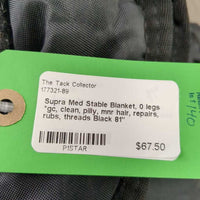 The Tack Collector
177321-89
Supra Med Stable Blanket, 0 legs
"gc, clean, pilly, mnr hair, repairs,
rubs, threads Black 81"
PISTAR
$67.50
140